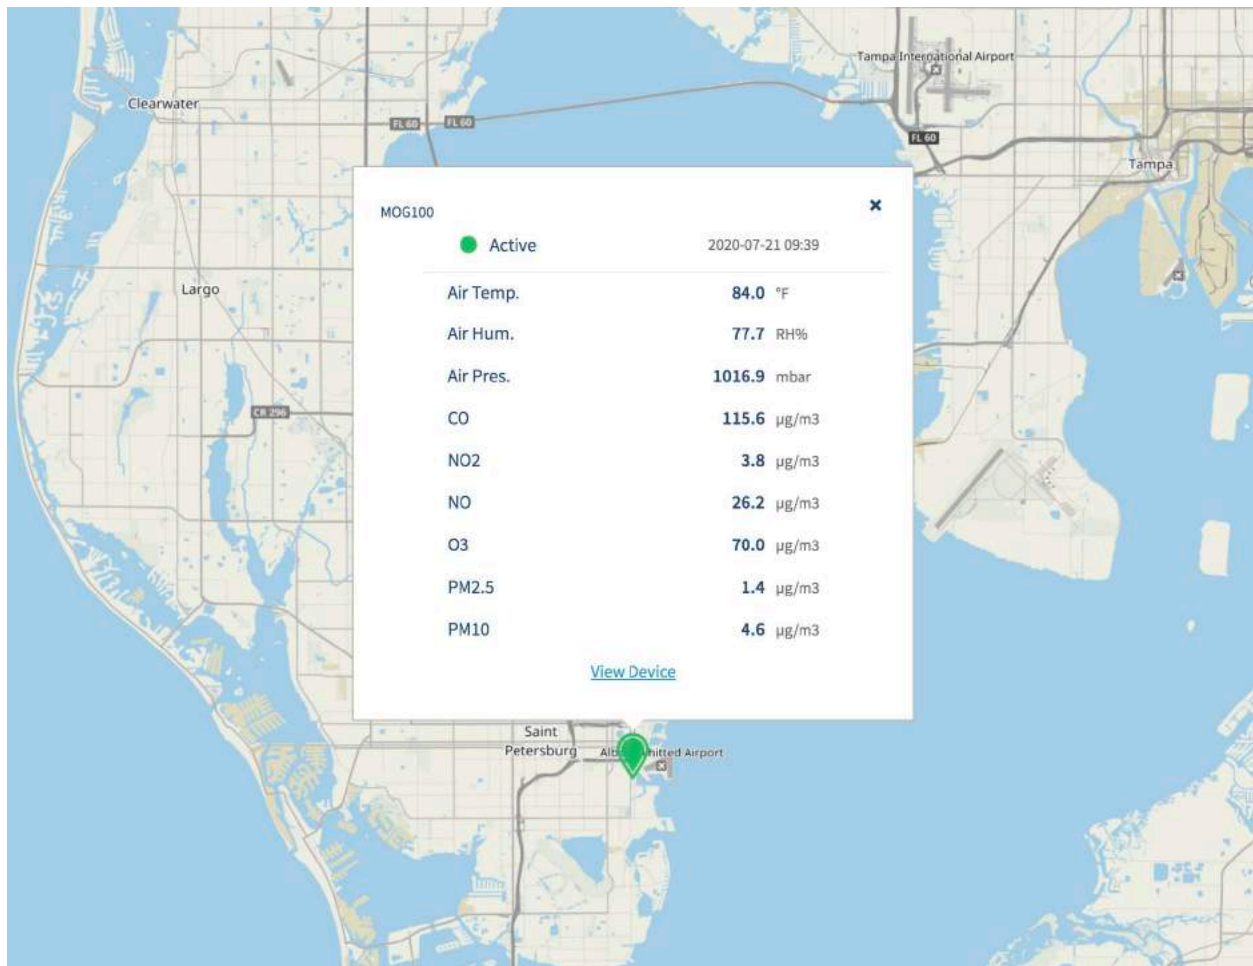 Tampa International Airport
Clearwater
FL 60
FL 60
FL 60
Tampa
MOG100
Active 2020-07-21 09:39
Largo
Air Temp. 84.0 °F
Air Hum. 77.7 RH%
Air Pres. 1016.9 mbar
CR 296
CO 115.6 µg/m3
NO2 3.8 µg/m3
NO 26.2 µg/m3
O3 70.0 µg/m3
PM2.5 1.4 µg/m3
PM10 4.6 µg/m3
View Device
Saint
Petersburg
Airport